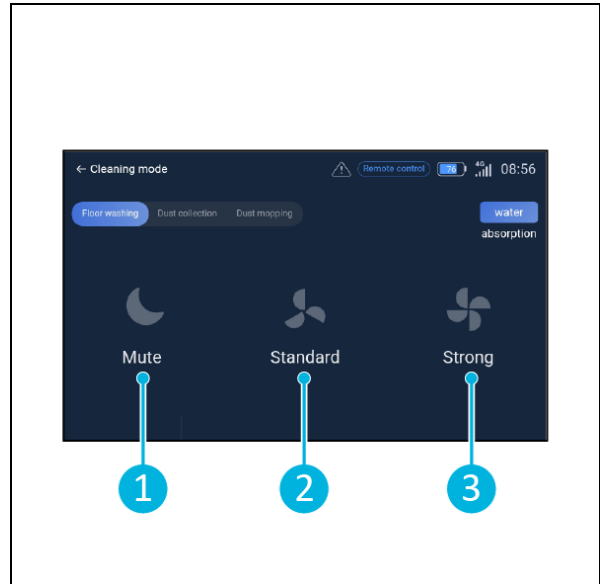 ← Cleaning mode
Remote control 76 4G 08:56
Floor washing Dust collection Dust mopping
water
absorption
Mute Standard Strong
1 2 3